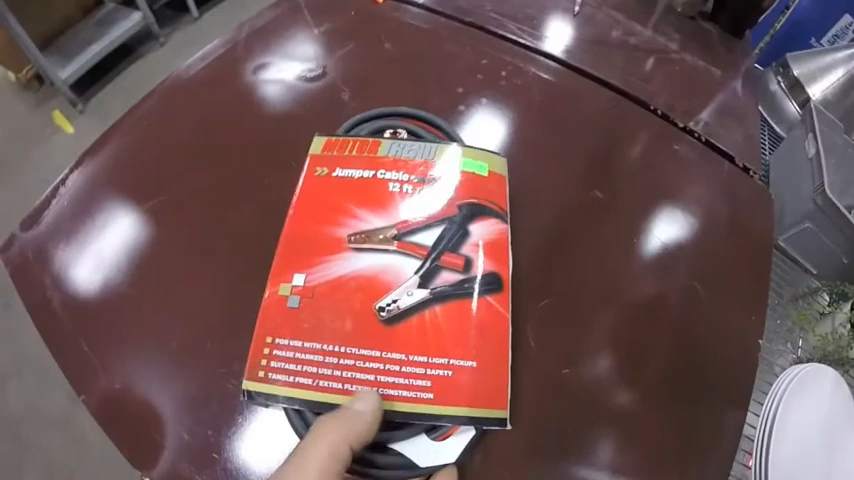 MOTOR TREND
Jumper Cable
12 ft
FOR USE WITH 4,6 & 8 CYLINDER CARDS, VANS LIGHT PICKUPS
PHASE MARKED 250 AMP CLAMPS FOR ADDED SAFETY
SUITABLE FOR USE IN EXTREME TEMPERATURES
TANGLE FREE / EXTRA FLEXIBLE CONSTRUCTION